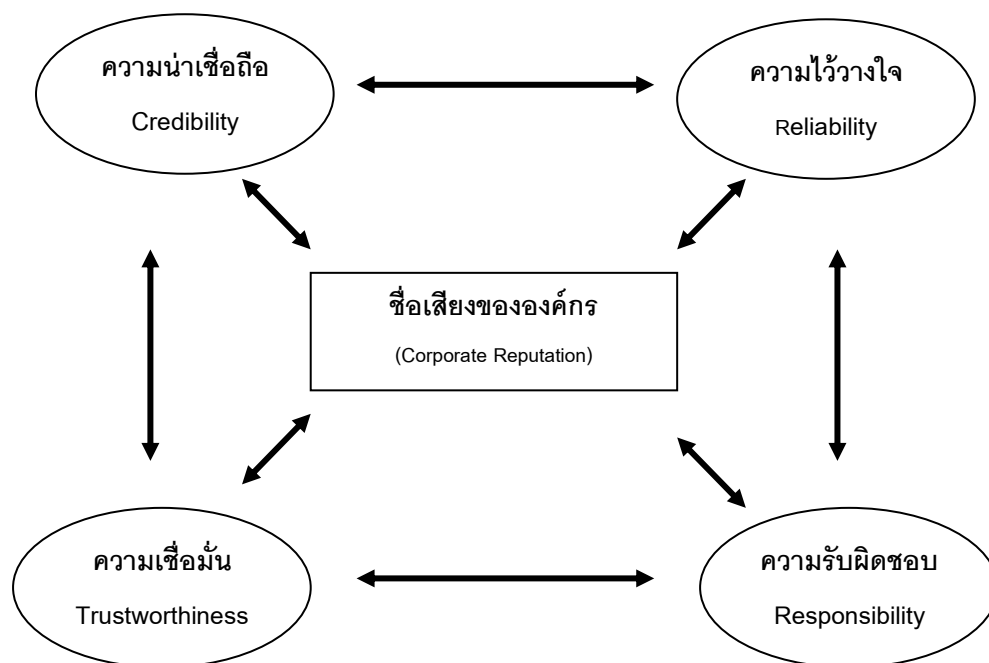 ความน่าเชื่อถือ
Credibility
ความไว้วางใจ
Reliability
ชื่อเสียงขององค์กร
(Corporate Reputation)
ความเชื่อมั่น
Trustworthiness
ความรับผิดชอบ
Responsibility